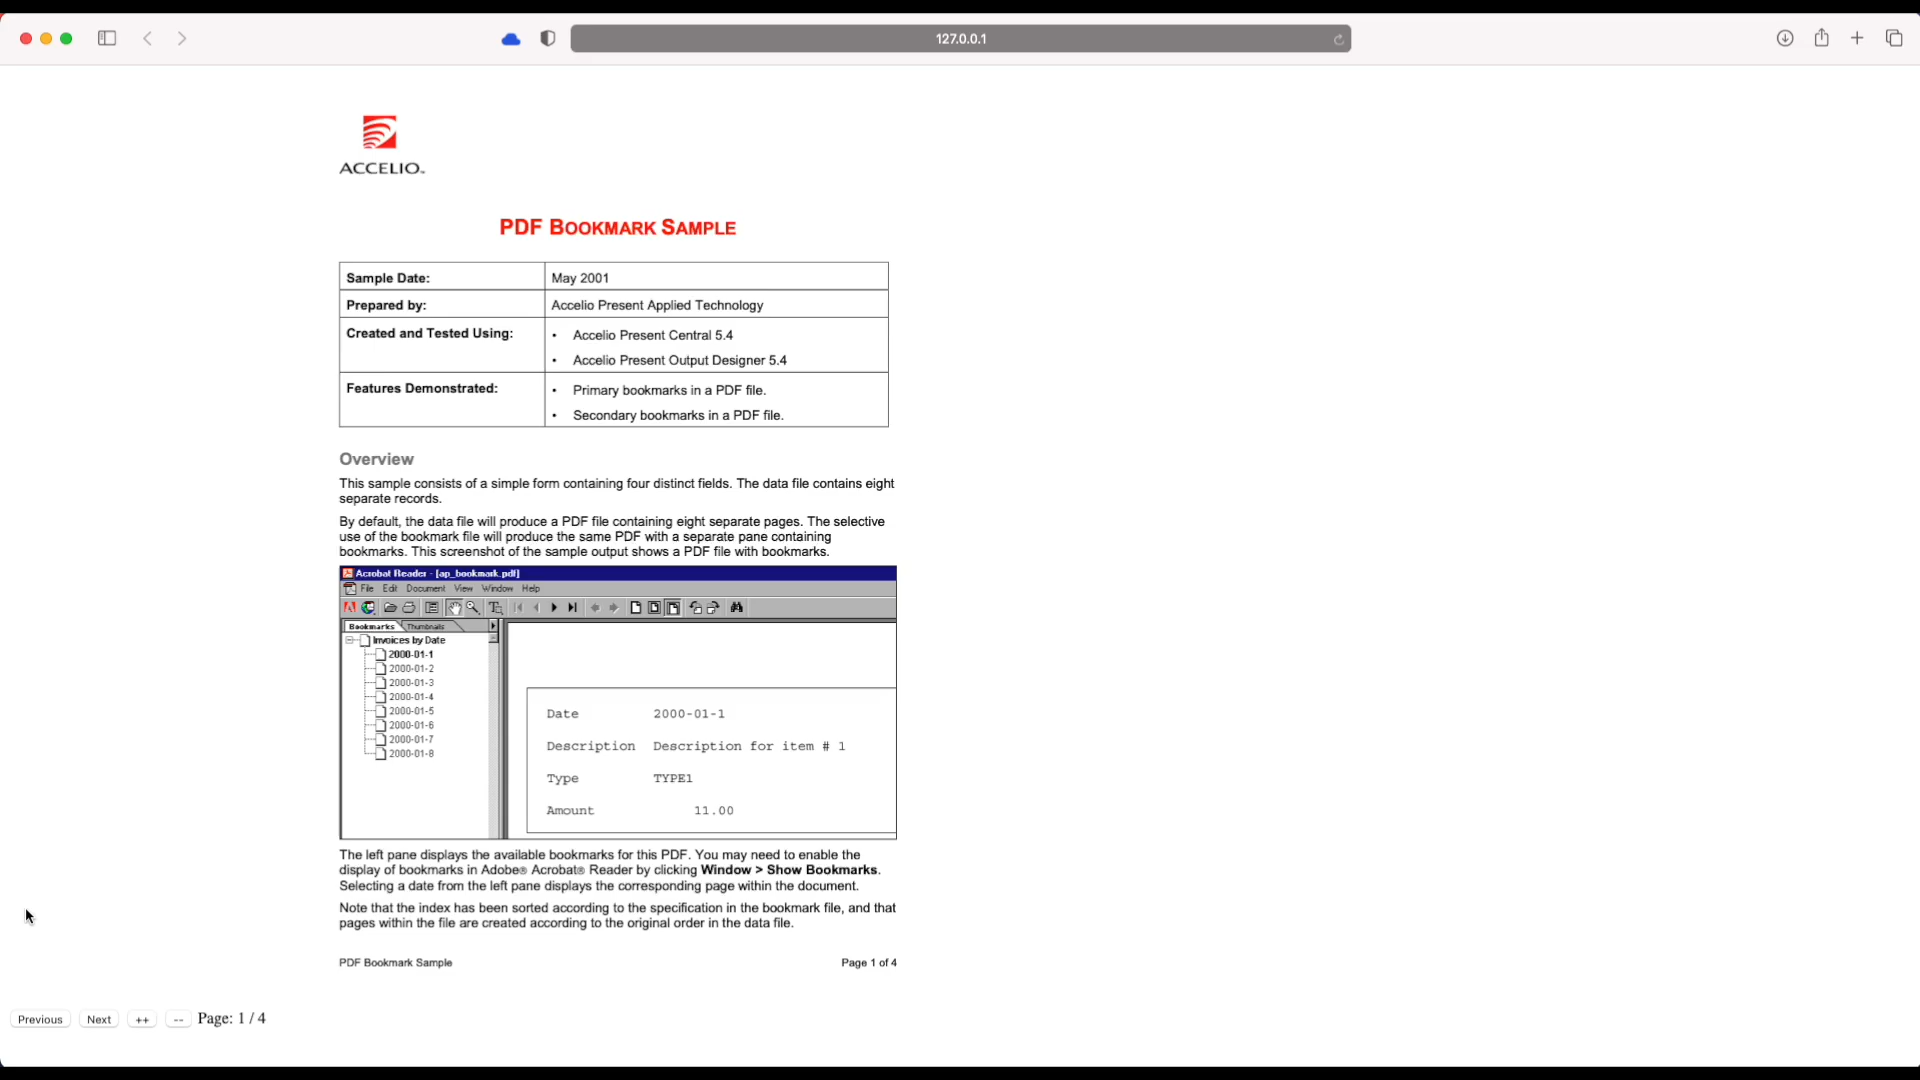 127.0.0.1
ACCELIO™
PDF BOOKMARK SAMPLE
Sample Date: May 2001
Prepared by: Accelio Present Applied Technology
Created and Tested Using: • Accelio Present Central 5.4
• Accelio Present Output Designer 5.4
Features Demonstrated: • Primary bookmarks in a PDF file.
• Secondary bookmarks in a PDF file.
Overview
This sample consists of a simple form containing four distinct fields. The data file contains eight
separate records.
By default, the data file will produce a PDF file containing eight separate pages. The selective
use of the bookmark file will produce the same PDF with a separate pane containing
bookmarks. This screenshot of the sample output shows a PDF file with bookmarks.
Acrobat Reader - [ap_bookmark.pdf]
File Edit Document View Window Help
Bookmarks Thumbnails
Invoices by Date
2000-01-1
2000-01-2
2000-01-3
2000-01-4
2000-01-5
2000-01-6
2000-01-7
2000-01-8
Date 2000-01-1
Description Description for item # 1
Type TYPE1
Amount 11.00
The left pane displays the available bookmarks for this PDF. You may need to enable the
display of bookmarks in Adobe® Acrobat® Reader by clicking Window > Show Bookmarks.
Selecting a date from the left pane displays the corresponding page within the document.
Note that the index has been sorted according to the specification in the bookmark file, and that
pages within the file are created according to the original order in the data file.
PDF Bookmark Sample Page 1 of 4
Previous Next ++ -- Page: 1 / 4